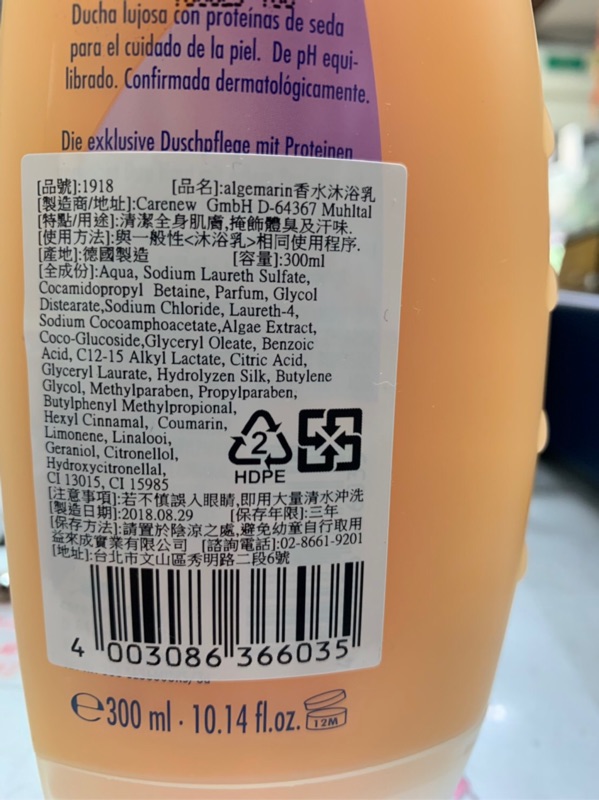 Ducha lujosa con proteínas de seda
para el cuidado de la piel. De pH equi-
librado. Confirmada dermatológicamente.
Die exklusive Duschpflege mit Proteinen
[品號]:1918 [品名]:algemarin香水沐浴乳
[製造商/地址]:Carenew GmbH D-64367 Muhltal
[特點/用途]:清潔全身肌膚,掩飾體臭及汗味.
[使用方法]:與一般性<沐浴乳>相同使用程序.
[產地]:德國製造 [容量]:300ml
[全成份]:Aqua, Sodium Laureth Sulfate,
Cocamidopropyl Betaine, Parfum, Glycol
Distearate,Sodium Chloride, Laureth-4,
Sodium Cocoamphoacetate,Algae Extract,
Coco-Glucoside,Glyceryl Oleate, Benzoic
Acid, C12-15 Alkyl Lactate, Citric Acid,
Glyceryl Laurate, Hydrolyzen Silk, Butylene
Glycol, Methylparaben, Propylparaben,
Butylphenyl Methylpropional,
Hexyl Cinnamal, Coumarin,
Limonene, Linalooi,
Geraniol, Citronellol,
Hydroxycitronellal,
CI 13015, CI 15985
2
HDPE
[注意事項]:若不慎誤入眼睛,即用大量清水沖洗
[製造日期]:2018.08.29 [保存年限]:三年
[保存方法]:請置於陰涼之處,避免幼童自行取用
益來成實業有限公司 [諮詢電話]:02-8661-9201
[地址]:台北市文山區秀明路二段6號
4 003086 366035
℮300 ml · 10.14 fl.oz. 12M